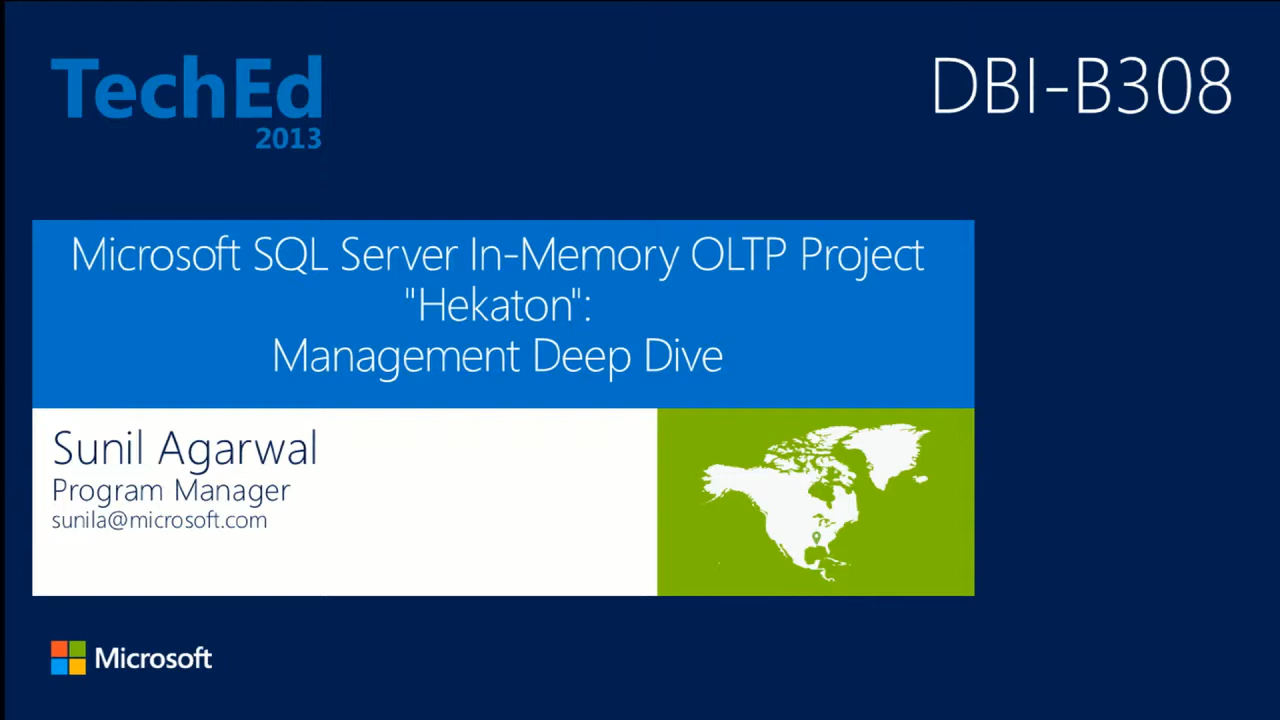 TechEd
2013
DBI-B308
Microsoft SQL Server In-Memory OLTP Project
"Hekaton":
Management Deep Dive
Sunil Agarwal
Program Manager
sunila@microsoft.com
Microsoft